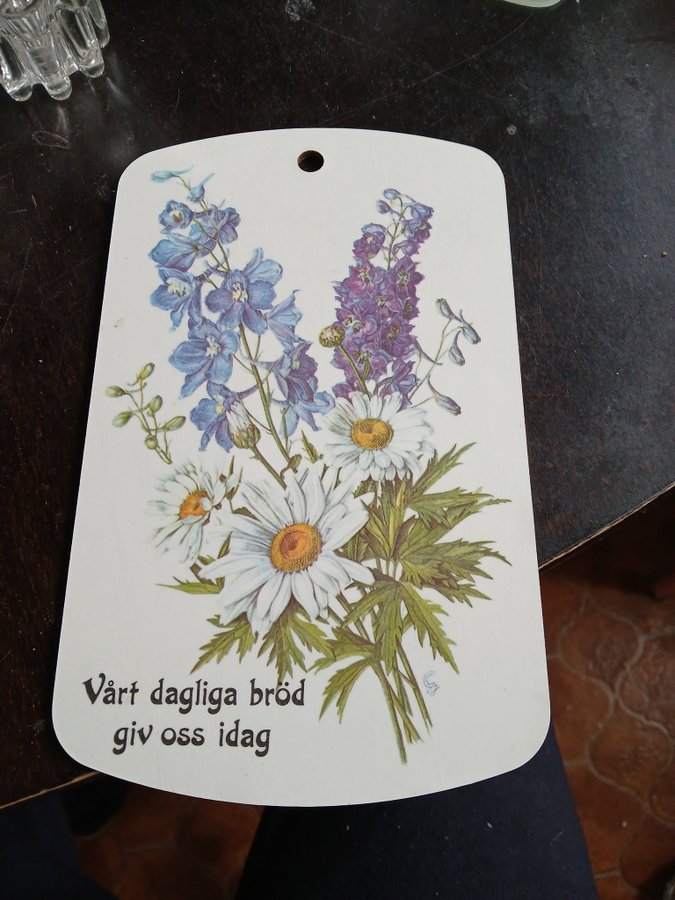 Vårt dagliga bröd
giv oss idag